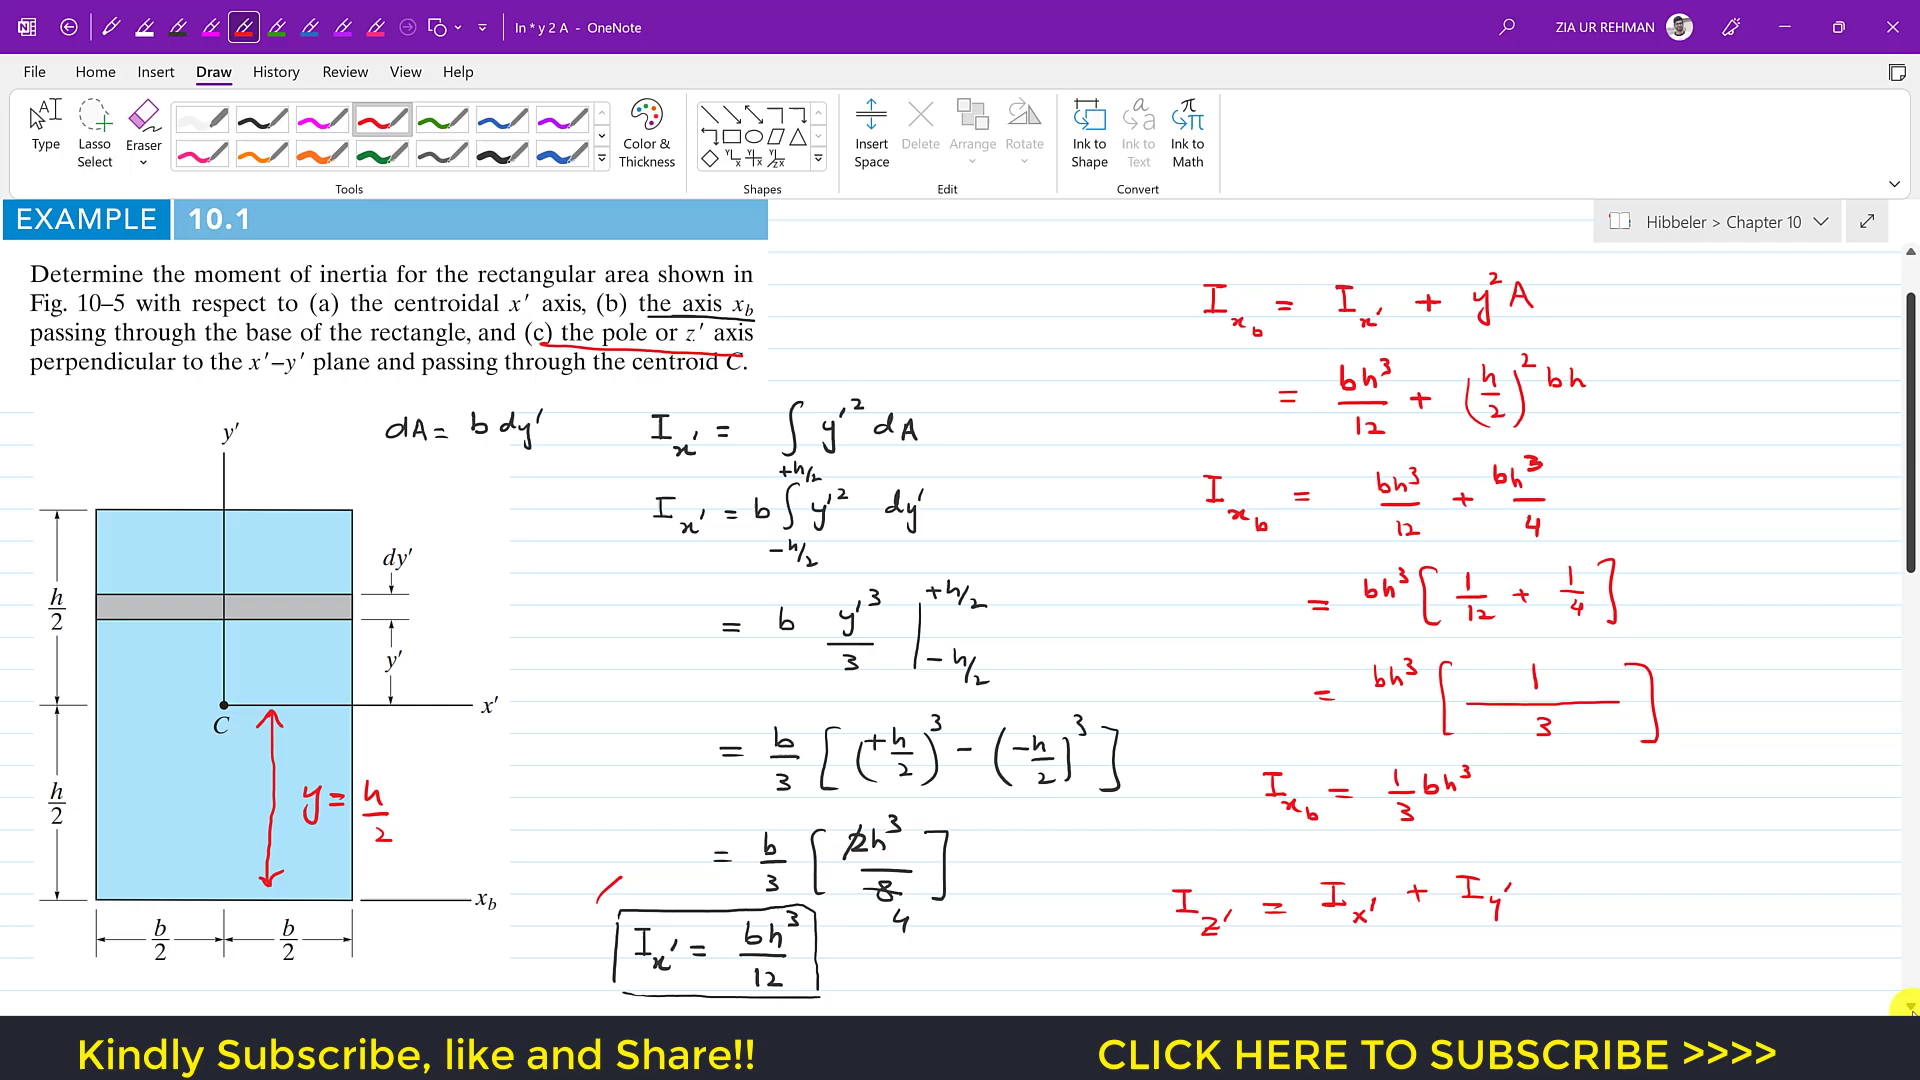 In * y 2 A - OneNote
ZIA UR REHMAN
File Home Insert Draw History Review View Help
Type
Lasso Select
Eraser
Color & Thickness
Insert Space
Delete
Arrange
Rotate
Ink to Shape
Ink to Text
Ink to Math
Tools
Shapes
Edit
Convert
Hibbeler > Chapter 10
EXAMPLE 10.1
Determine the moment of inertia for the rectangular area shown in
Fig. 10–5 with respect to (a) the centroidal x′ axis, (b) the axis x_b
passing through the base of the rectangle, and (c) the pole or z′ axis
perpendicular to the x′–y′ plane and passing through the centroid C.
y′
h/2
h/2
dy′
y′
C
x′
x_b
b/2
b/2
y = h/2
dA = b dy′
I_x′ = ∫ y′² dA
I_x′ = b ∫_{-h/2}^{+h/2} y′² dy′
= b y′³/3 |_{-h/2}^{+h/2}
= b/3 [(+h/2)³ - (-h/2)³]
= b/3 [2h³/8 4]
I_x′ = bh³/12
I_xb = I_x′ + y²A
= bh³/12 + (h/2)² bh
I_xb = bh³/12 + bh³/4
= bh³ [1/12 + 1/4]
= bh³ [1/3]
I_xb = 1/3 bh³
I_z′ = I_x′ + I_y′
Kindly Subscribe, like and Share!!
CLICK HERE TO SUBSCRIBE >>>>